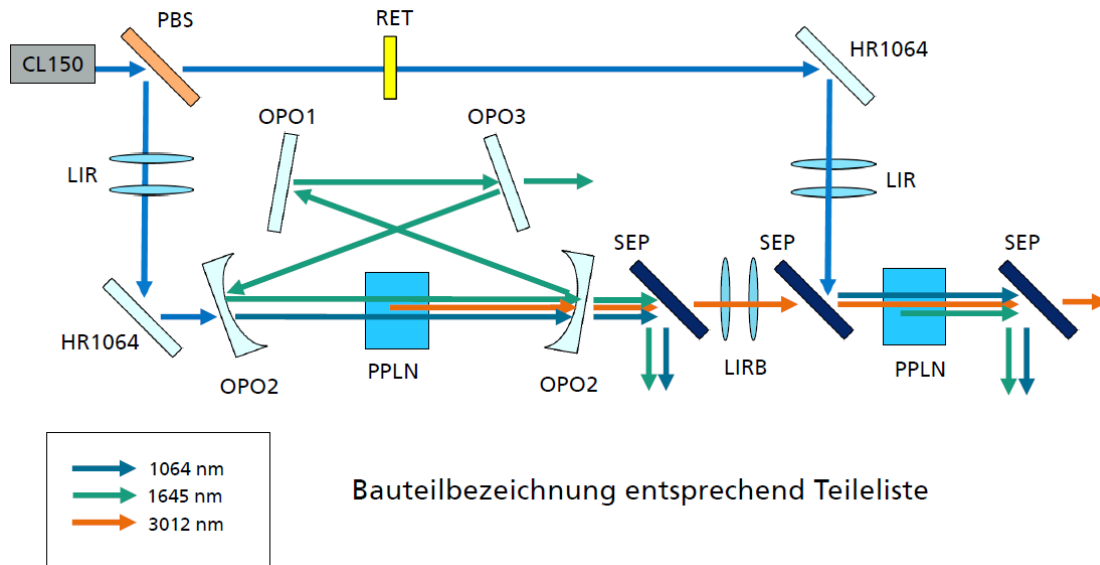 PBS
RET
CL150
HR1064
OPO1
OPO3
LIR
LIR
SEP
SEP
SEP
HR1064
OPO2
PPLN
OPO2
LIRB
PPLN
1064 nm
1645 nm
3012 nm
Bauteilbezeichnung entsprechend Teileliste